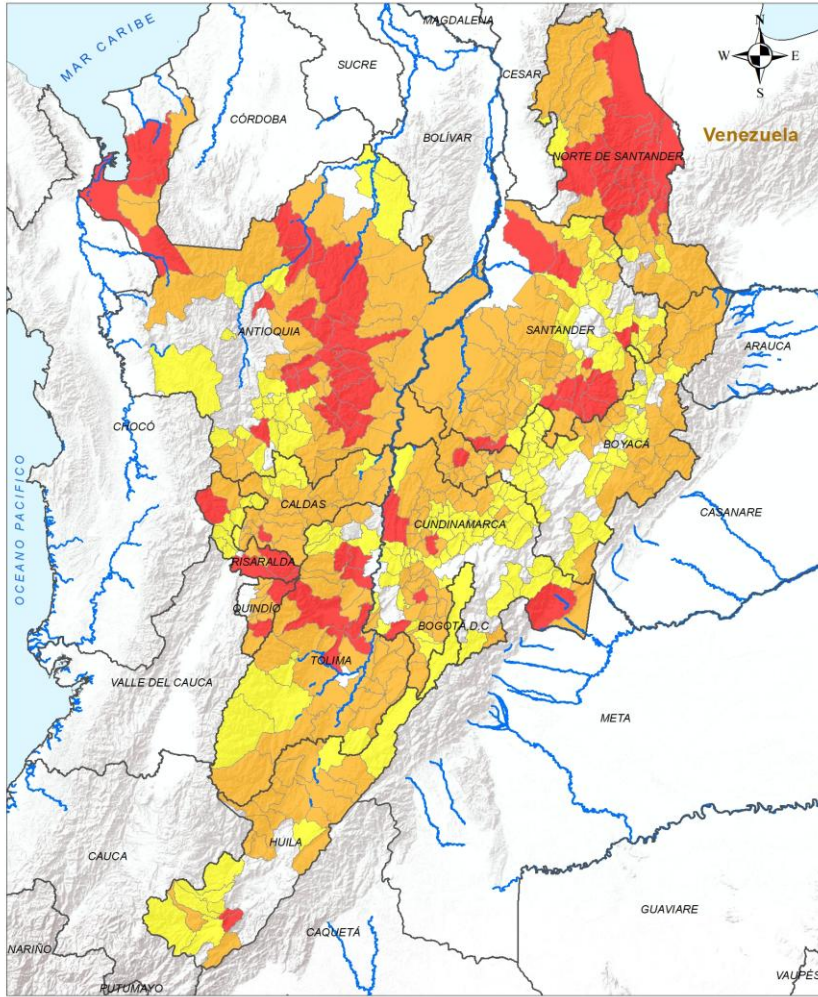 MAGDALENA
MAR CARIBE
N
W E
S
SUCRE
CESAR
CÓRDOBA
BOLÍVAR
Venezuela
NORTE DE SANTANDER
ANTIOQUIA
SANTANDER
ARAUCA
CHOCÓ
BOYACÁ
OCEANO PACIFICO
CALDAS
CUNDINAMARCA
CASANARE
RISARALDA
QUINDÍO
BOGOTÁ, D.C
TOLIMA
VALLE DEL CAUCA
META
HUILA
CAUCA
GUAVIARE
CAQUETÁ
NARIÑO
VAUPÉS
PUTUMAYO